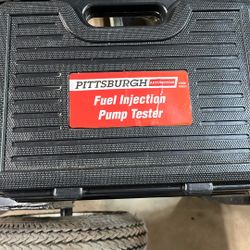 PITTSBURGH
Fuel Injection
Pump Tester